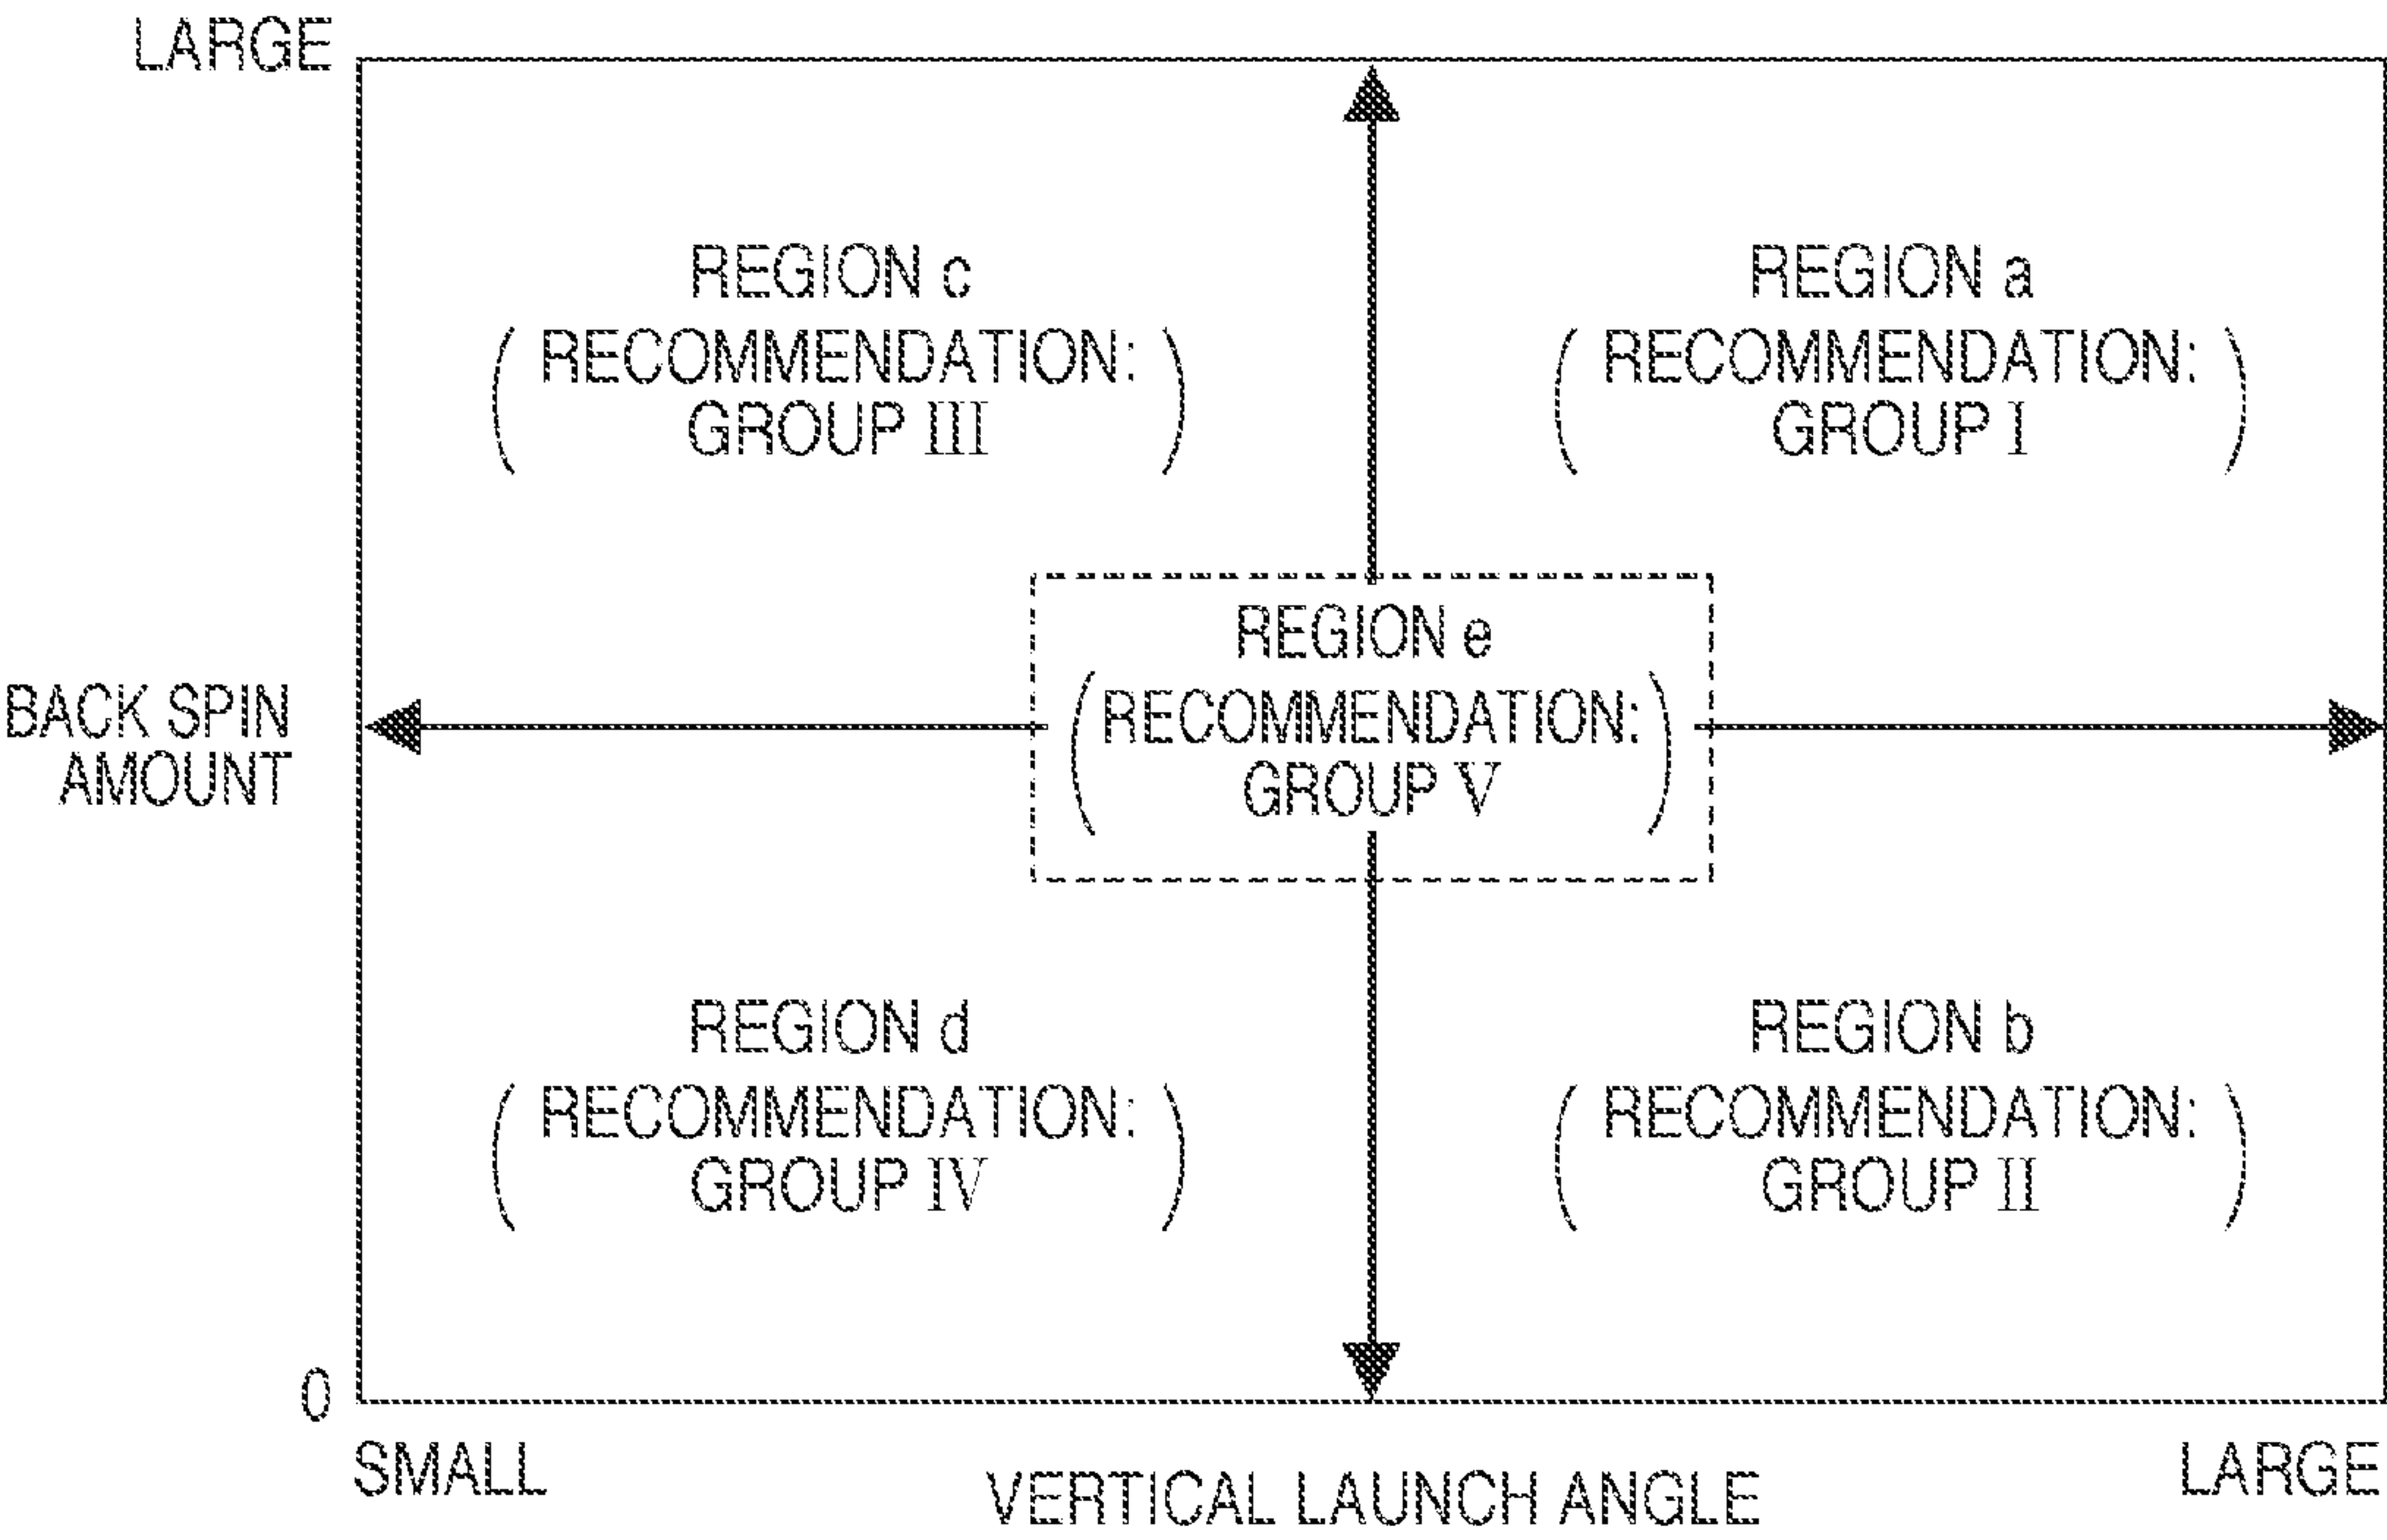 LARGE
REGION c
(RECOMMENDATION:
GROUP III)
REGION a
(RECOMMENDATION:
GROUP I)
REGION e
(RECOMMENDATION:
GROUP V)
BACK SPIN
AMOUNT
REGION d
(RECOMMENDATION:
GROUP IV)
REGION b
(RECOMMENDATION:
GROUP II)
0
SMALL
VERTICAL LAUNCH ANGLE
LARGE